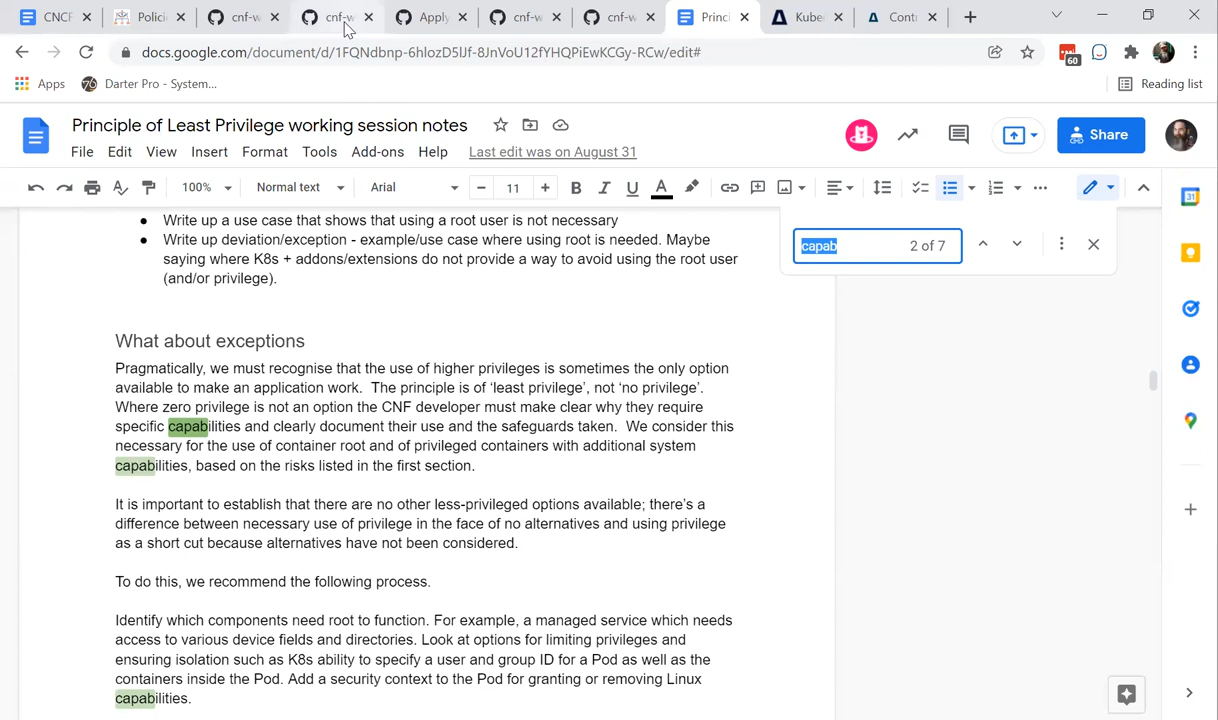 CNCF
Polici
cnf-w
cnf-w
Apply
cnf-w
cnf-w
Princi
Kube
Cont
docs.google.com/document/d/1FQNdbnp-6hlozD5IJf-8JnVoU12fYHQPiEwKCGy-RCw/edit#
60
Apps
76
Darter Pro - System...
Reading list
Principle of Least Privilege working session notes
Share
File Edit View Insert Format Tools Add-ons Help Last edit was on August 31
100% Normal text Arial 11 B I U A
31
capab 2 of 7
Write up a use case that shows that using a root user is not necessary
Write up deviation/exception - example/use case where using root is needed. Maybe
saying where K8s + addons/extensions do not provide a way to avoid using the root user
(and/or privilege).
What about exceptions
Pragmatically, we must recognise that the use of higher privileges is sometimes the only option
available to make an application work. The principle is of ‘least privilege’, not ‘no privilege’.
Where zero privilege is not an option the CNF developer must make clear why they require
specific capabilities and clearly document their use and the safeguards taken. We consider this
necessary for the use of container root and of privileged containers with additional system
capabilities, based on the risks listed in the first section.
It is important to establish that there are no other less-privileged options available; there’s a
difference between necessary use of privilege in the face of no alternatives and using privilege
as a short cut because alternatives have not been considered.
To do this, we recommend the following process.
Identify which components need root to function. For example, a managed service which needs
access to various device fields and directories. Look at options for limiting privileges and
ensuring isolation such as K8s ability to specify a user and group ID for a Pod as well as the
containers inside the Pod. Add a security context to the Pod for granting or removing Linux
capabilities.